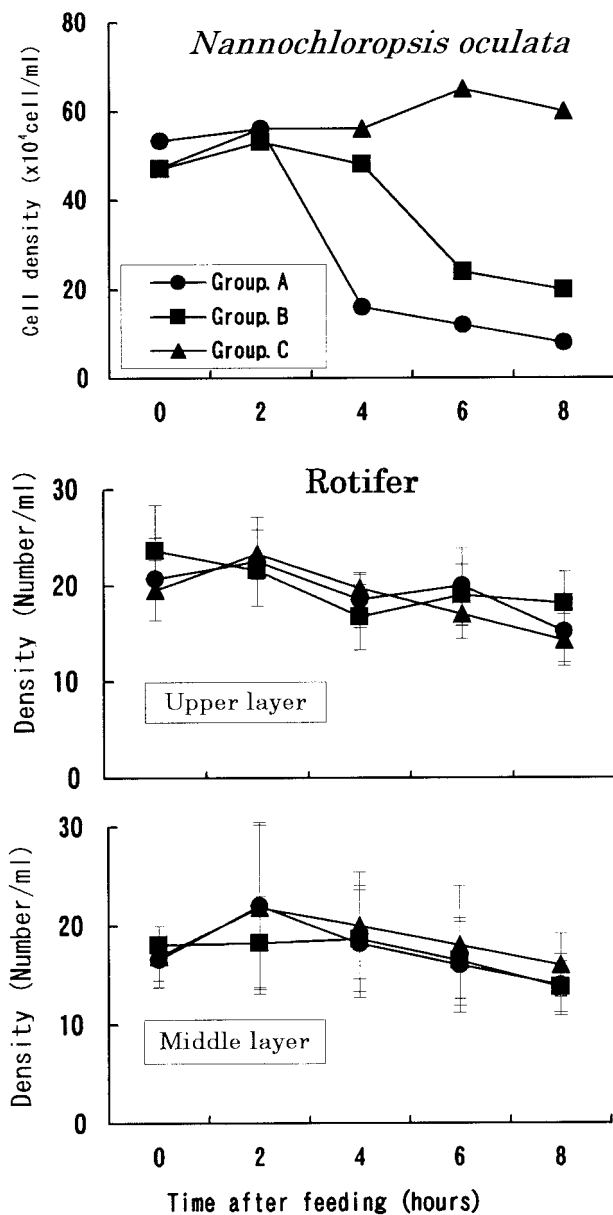 Nannochloropsis oculata
Cell density (x10⁴cell/ml)
80
60
40
20
0
Group. A
Group. B
Group. C
0 2 4 6 8
Rotifer
Density (Number/ml)
30
20
10
0
Upper layer
Density (Number/ml)
30
20
10
0
Middle layer
0 2 4 6 8
Time after feeding (hours)